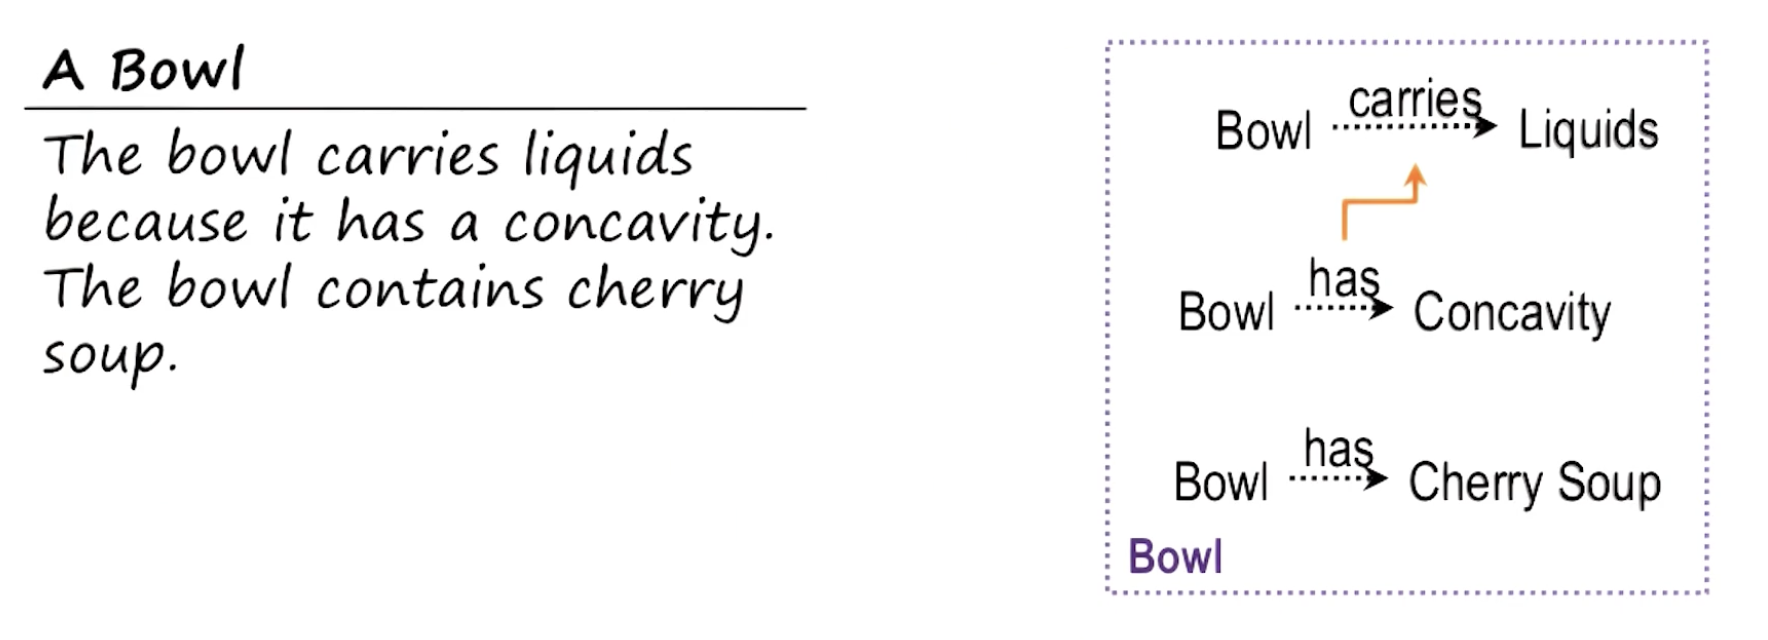 A Bowl
The bowl carries liquids
because it has a concavity.
The bowl contains cherry
soup.
carries
Bowl Liquids
has
Bowl Concavity
has
Bowl Cherry Soup
Bowl